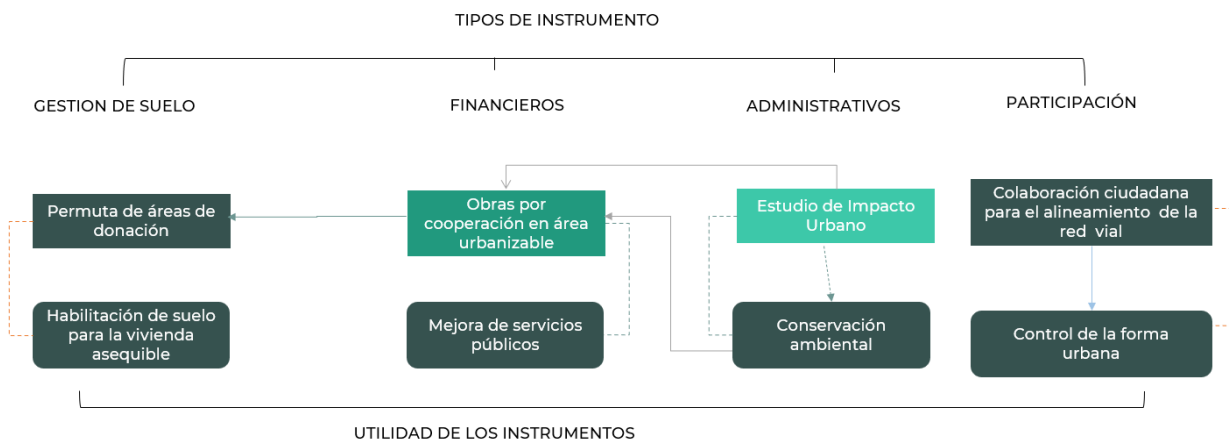 TIPOS DE INSTRUMENTO
GESTION DE SUELO
FINANCIEROS
ADMINISTRATIVOS
PARTICIPACIÓN
Permuta de áreas de
donación
Obras por
cooperación en área
urbanizable
Estudio de Impacto
Urbano
Colaboración ciudadana
para el alineamiento de la
red vial
Habilitación de suelo
para la vivienda
asequible
Mejora de servicios
públicos
Conservación
ambiental
Control de la forma
urbana
UTILIDAD DE LOS INSTRUMENTOS